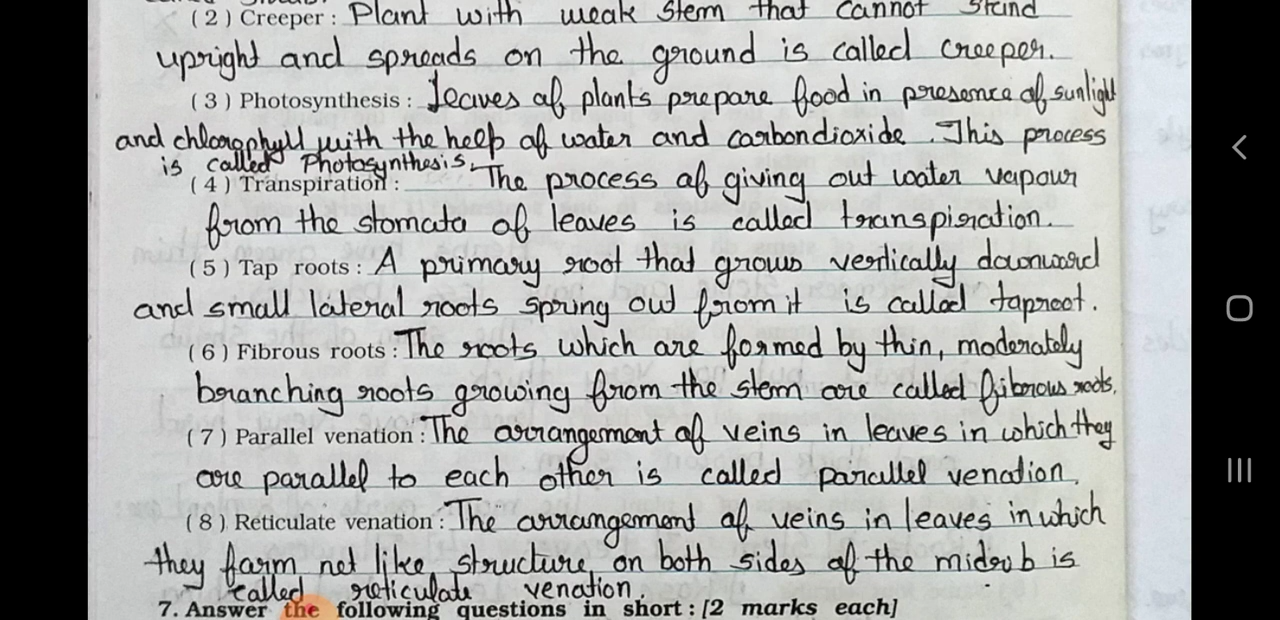 ( 2 ) Creeper : Plant with weak stem that cannot stand
upright and spreads on the ground is called creeper.
( 3 ) Photosynthesis : Leaves of plants prepare food in presence of sunlight
and chlorophyll with the help of water and carbondioxide. This process
is called Photosynthesis.
( 4 ) Transpiration : The process of giving out water vapour
from the stomata of leaves is called transpiration.
( 5 ) Tap roots : A primary root that grows vertically downward
and small lateral roots spring out from it is called taproot.
( 6 ) Fibrous roots : The roots which are formed by thin, moderately
branching roots growing from the stem are called fibrous roots.
( 7 ) Parallel venation : The arrangement of veins in leaves in which they
are parallel to each other is called parallel venation.
( 8 ) Reticulate venation : The arrangement of veins in leaves in which
they form net like structure on both sides of the midrib is
called reticulate venation.
7. Answer the following questions in short : [2 marks each]